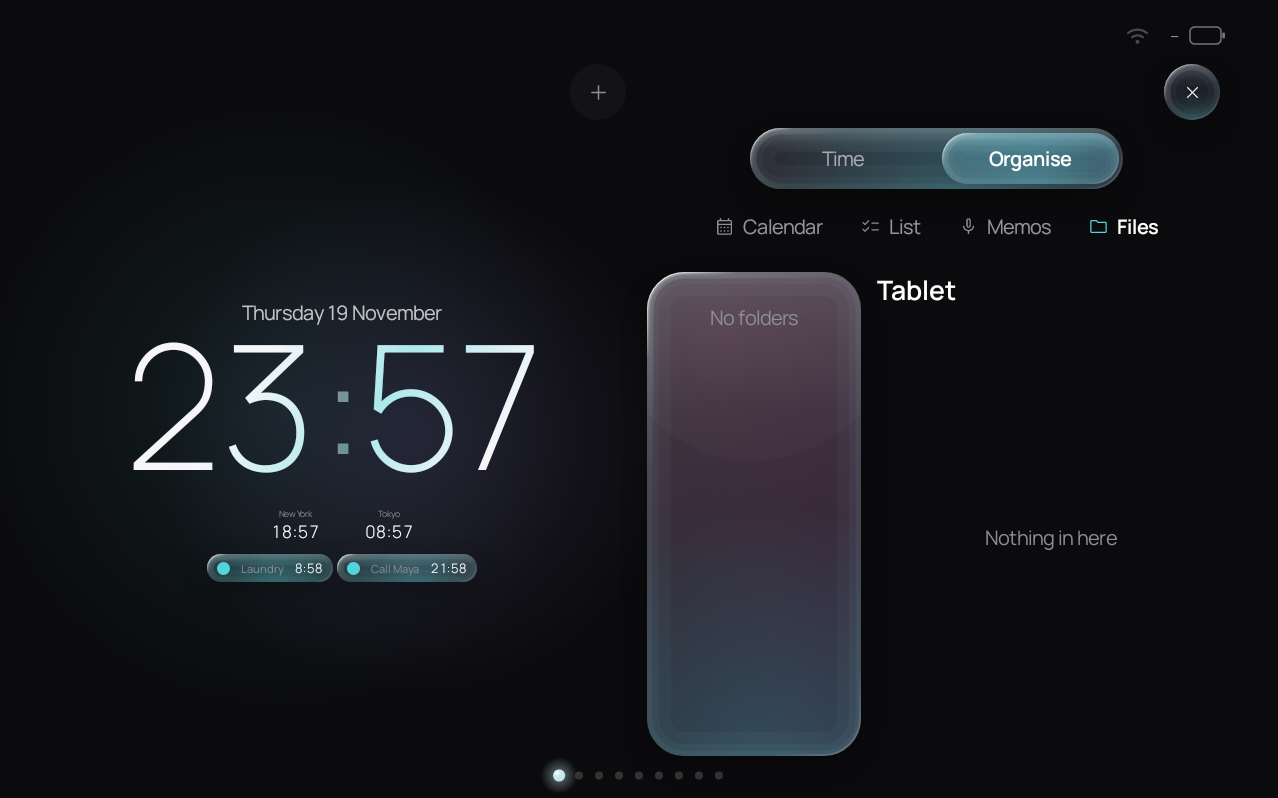 Time
Organise
Calendar
List
Memos
Files
Thursday 19 November
23:57
New York
18:57
Tokyo
08:57
Laundry 8:58
Call Maya 21:58
No folders
Tablet
Nothing in here